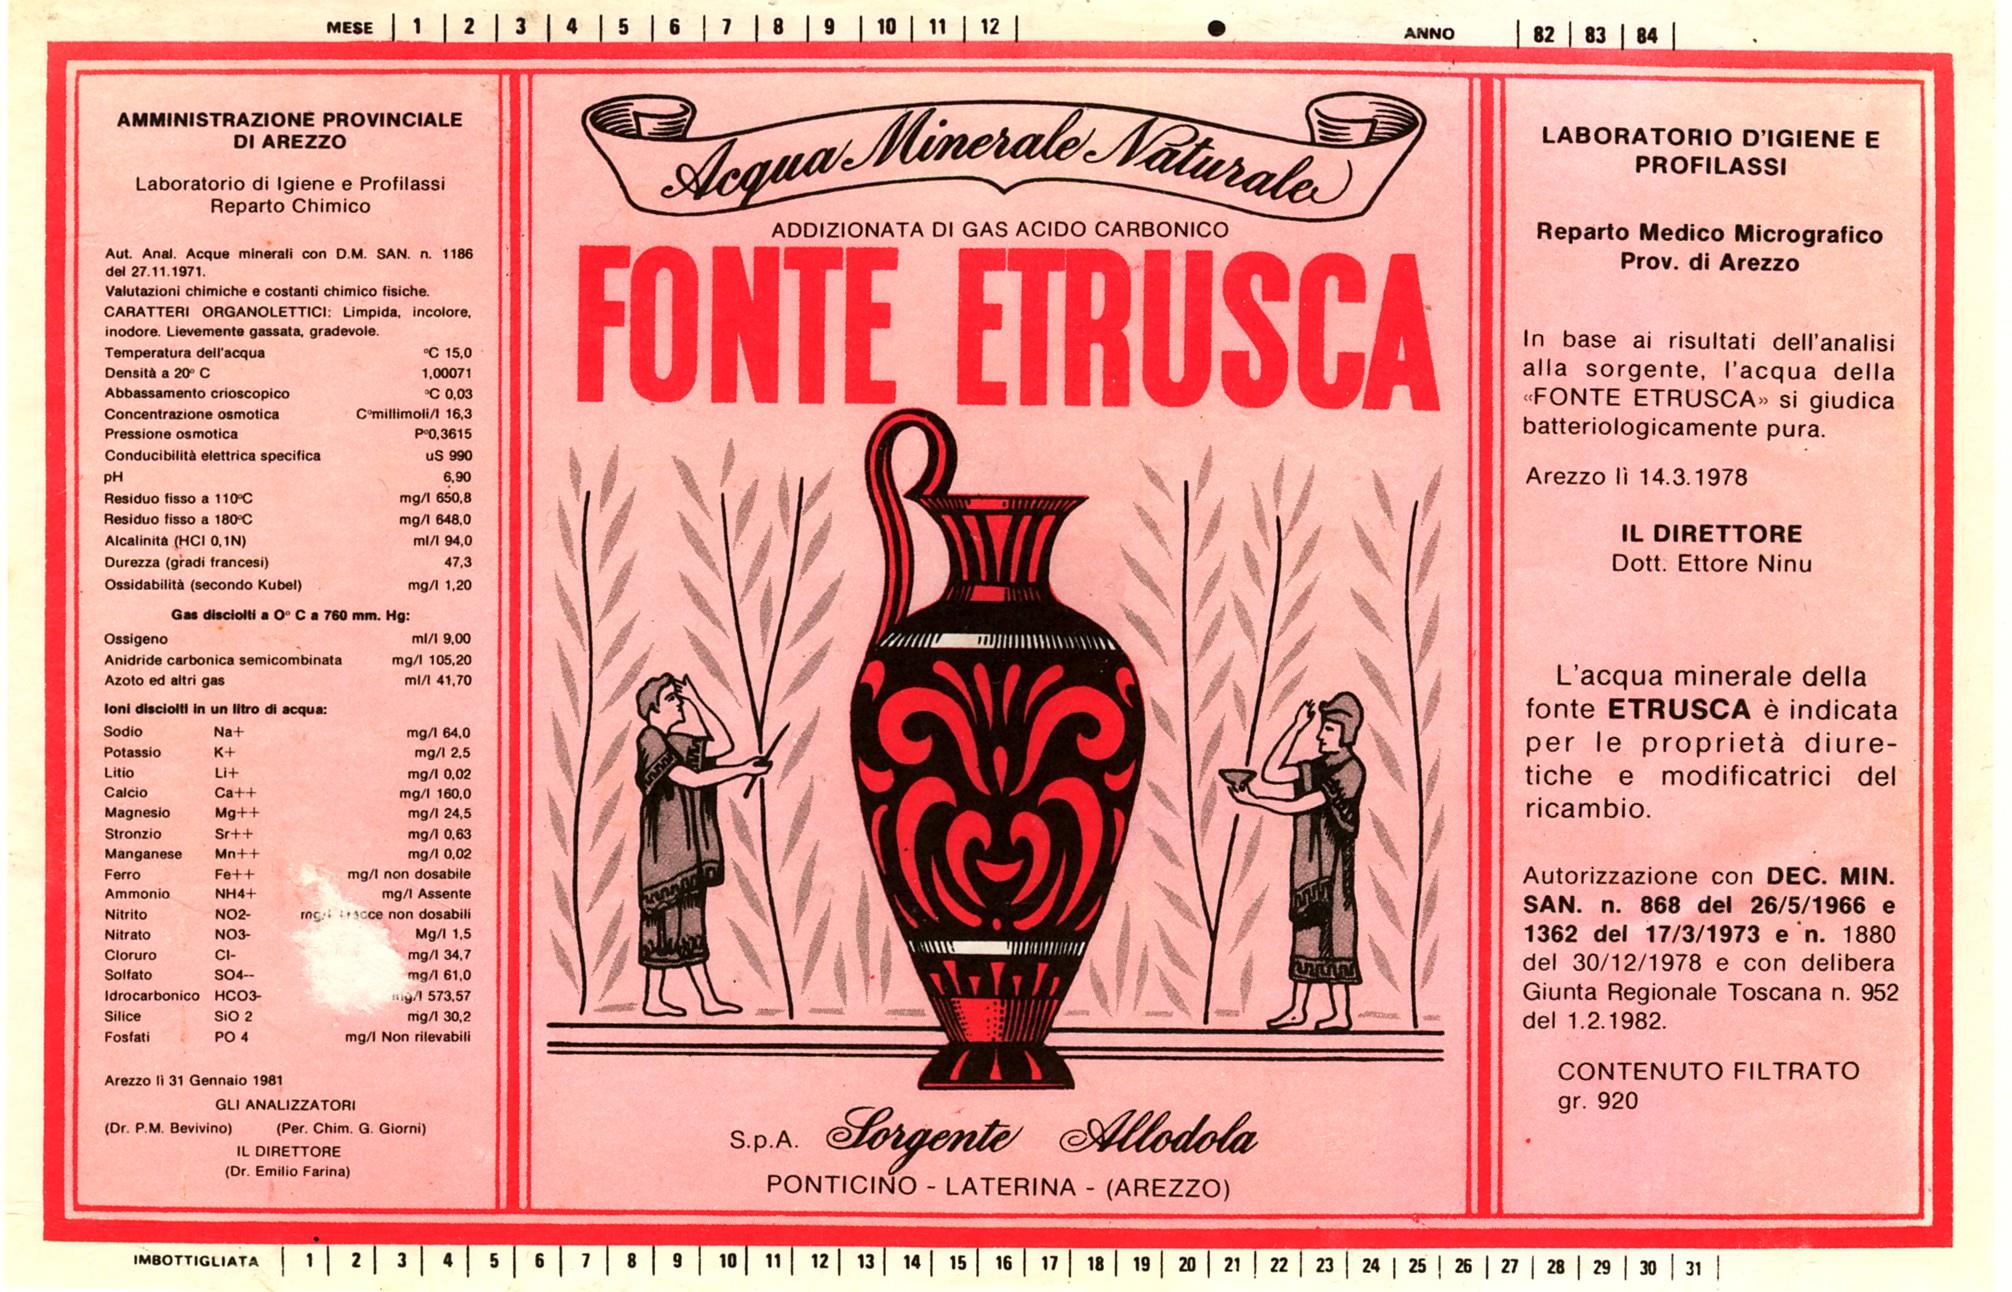 MESE | 1 | 2 | 3 | 4 | 5 | 6 | 7 | 8 | 9 | 10 | 11 | 12 |
ANNO | 82 | 83 | 84 |
AMMINISTRAZIONE PROVINCIALE
DI AREZZO
Laboratorio di Igiene e Profilassi
Reparto Chimico
Aut. Anal. Acque minerali con D.M. SAN. n. 1186
del 27.11.1971.
Valutazioni chimiche e costanti chimico fisiche.
CARATTERI ORGANOLETTICI: Limpida, incolore,
inodore. Lievemente gassata, gradevole.
Temperatura dell'acqua °C 15,0
Densità a 20° C 1,00071
Abbassamento crioscopico °C 0,03
Concentrazione osmotica C°millimoli/l 16,3
Pressione osmotica P°0,3615
Conducibilità elettrica specifica uS 990
pH 6,90
Residuo fisso a 110°C mg/l 650,8
Residuo fisso a 180°C mg/l 648,0
Alcalinità (HCl 0,1N) ml/l 94,0
Durezza (gradi francesi) 47,3
Ossidabilità (secondo Kubel) mg/l 1,20
Gas disciolti a O° C a 760 mm. Hg:
Ossigeno ml/l 9,00
Anidride carbonica semicombinata mg/l 105,20
Azoto ed altri gas ml/l 41,70
Ioni disciolti in un litro di acqua:
Sodio Na+ mg/l 64,0
Potassio K+ mg/l 2,5
Litio Li+ mg/l 0,02
Calcio Ca++ mg/l 160,0
Magnesio Mg++ mg/l 24,5
Stronzio Sr++ mg/l 0,63
Manganese Mn++ mg/l 0,02
Ferro Fe++ mg/l non dosabile
Ammonio NH4+ mg/l Assente
Nitrito NO2- non dosabili
Nitrato NO3- Mg/l 1,5
Cloruro Cl- mg/l 34,7
Solfato SO4-- mg/l 61,0
Idrocarbonico HCO3- mg/l 573,57
Silice SiO 2 mg/l 30,2
Fosfati PO 4 mg/l Non rilevabili
Arezzo lì 31 Gennaio 1981
GLI ANALIZZATORI
(Dr. P.M. Bevivino) (Per. Chim. G. Giorni)
IL DIRETTORE
(Dr. Emilio Farina)
Acqua Minerale Naturale
ADDIZIONATA DI GAS ACIDO CARBONICO
FONTE ETRUSCA
S.p.A. Sorgente Allodola
PONTICINO - LATERINA - (AREZZO)
LABORATORIO D'IGIENE E
PROFILASSI
Reparto Medico Micrografico
Prov. di Arezzo
In base ai risultati dell'analisi
alla sorgente, l'acqua della
«FONTE ETRUSCA» si giudica
batteriologicamente pura.
Arezzo lì 14.3.1978
IL DIRETTORE
Dott. Ettore Ninu
L'acqua minerale della
fonte ETRUSCA è indicata
per le proprietà diure-
tiche e modificatrici del
ricambio.
Autorizzazione con DEC. MIN.
SAN. n. 868 del 26/5/1966 e
1362 del 17/3/1973 e n. 1880
del 30/12/1978 e con delibera
Giunta Regionale Toscana n. 952
del 1.2.1982.
CONTENUTO FILTRATO
gr. 920
IMBOTTIGLIATA | 1 | 2 | 3 | 4 | 5 | 6 | 7 | 8 | 9 | 10 | 11 | 12 | 13 | 14 | 15 | 16 | 17 | 18 | 19 | 20 | 21 | 22 | 23 | 24 | 25 | 26 | 27 | 28 | 29 | 30 | 31 |